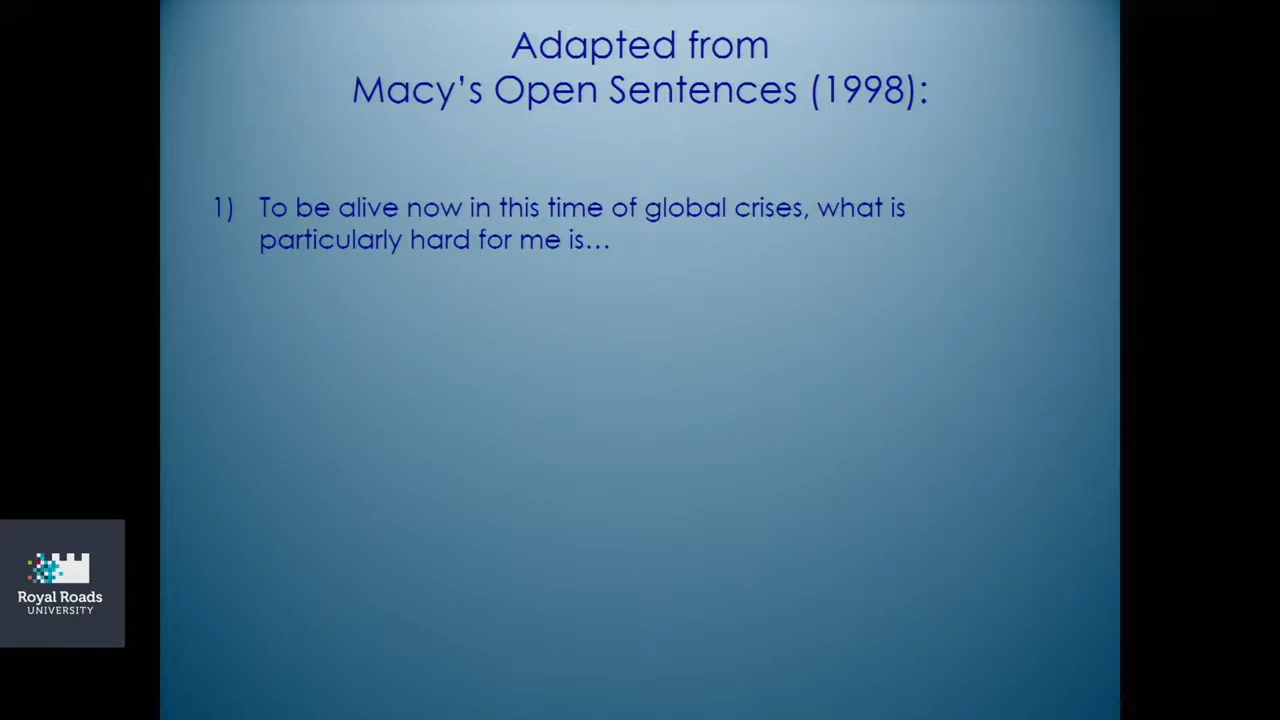 Adapted from
Macy's Open Sentences (1998):
1) To be alive now in this time of global crises, what is
particularly hard for me is…
Royal Roads
UNIVERSITY